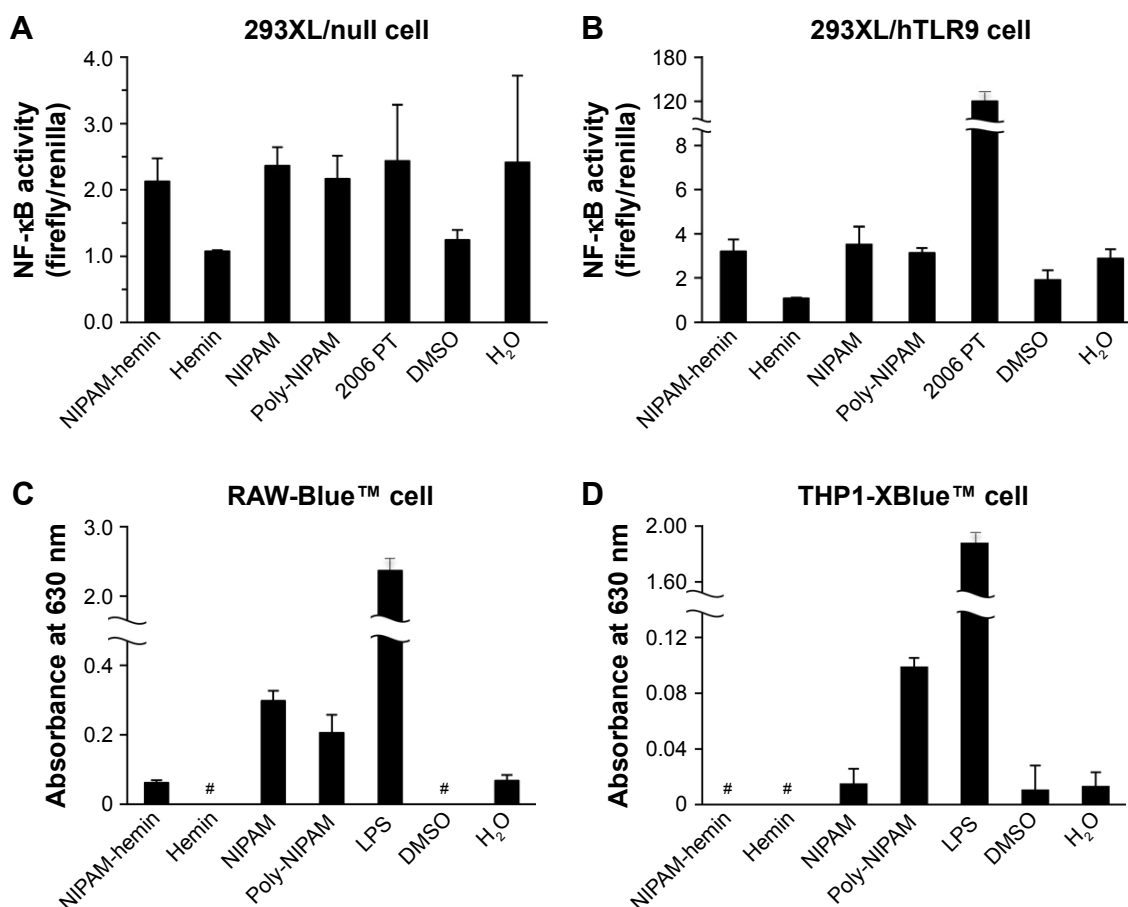 A
293XL/null cell
NF-κB activity
(firefly/renilla)
4.0
3.0
2.0
1.0
0.0
NIPAM-hemin
Hemin
NIPAM
Poly-NIPAM
2006 PT
DMSO
H₂O
B
293XL/hTLR9 cell
NF-κB activity
(firefly/renilla)
180
120
8
6
4
2
0
NIPAM-hemin
Hemin
NIPAM
Poly-NIPAM
2006 PT
DMSO
H₂O
C
RAW-Blue™ cell
Absorbance at 630 nm
3.0
2.0
0.4
0.2
0
#
#
NIPAM-hemin
Hemin
NIPAM
Poly-NIPAM
LPS
DMSO
H₂O
D
THP1-XBlue™ cell
Absorbance at 630 nm
2.00
1.60
0.12
0.08
0.04
0
#
#
NIPAM-hemin
Hemin
NIPAM
Poly-NIPAM
LPS
DMSO
H₂O